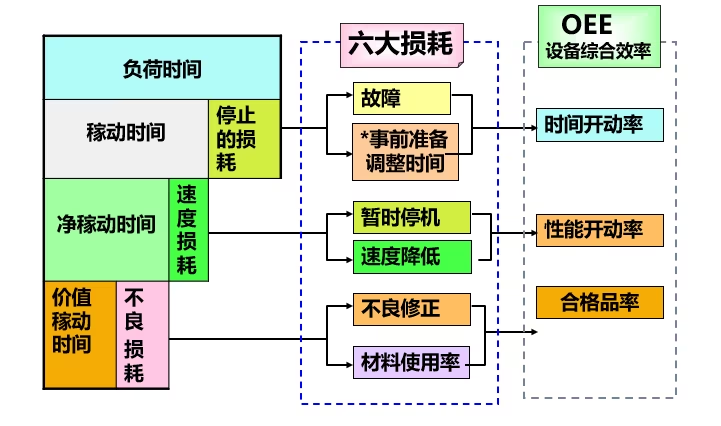 六大损耗
OEE
设备综合效率
负荷时间
稼动时间
停止
的损
耗
净稼动时间
速
度
损
耗
价值
稼动
时间
不
良
损
耗
故障
*事前准备
调整时间
暂时停机
速度降低
不良修正
材料使用率
时间开动率
性能开动率
合格品率